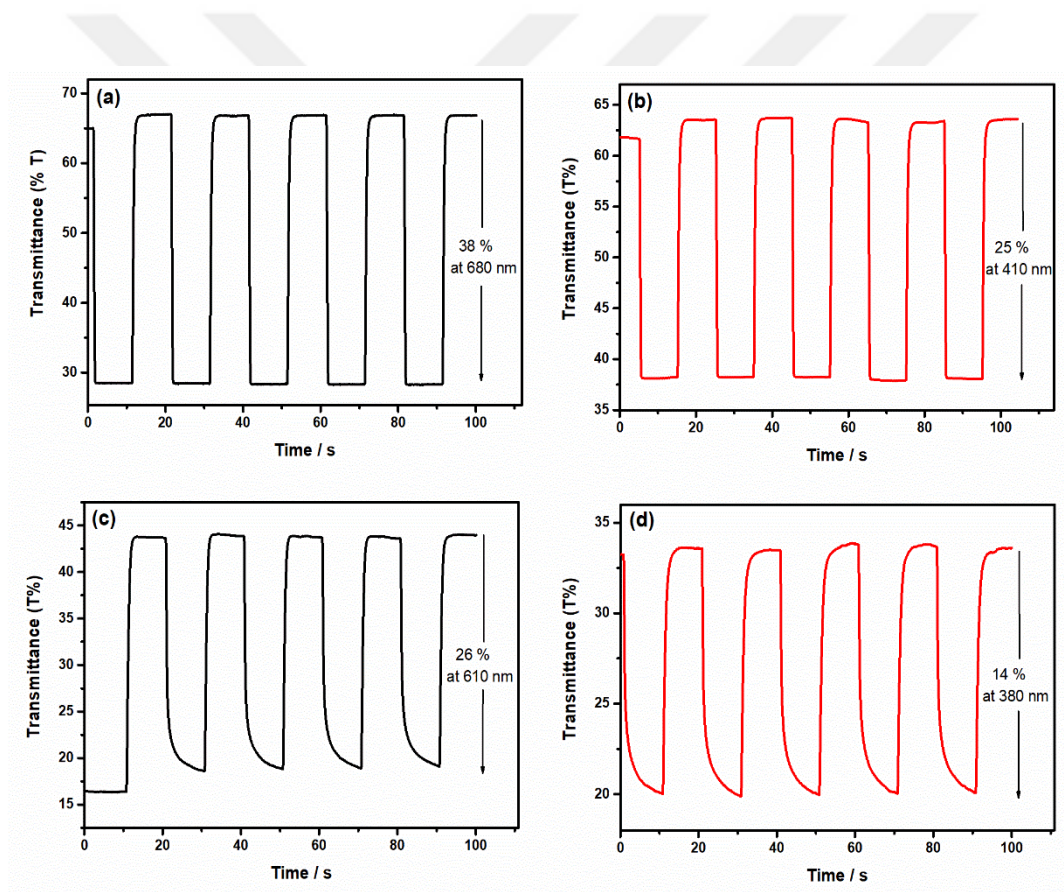 (a)
Transmittance (% T)
70
60
50
40
30
38 %
at 680 nm
0 20 40 60 80 100
Time / s
(b)
Transmittance (T%)
65
60
55
50
45
40
35
25 %
at 410 nm
0 20 40 60 80 100
Time / s
(c)
Transmittance (T%)
45
40
35
30
25
20
15
26 %
at 610 nm
0 20 40 60 80 100
Time / s
(d)
Transmittance (T%)
35
30
25
20
14 %
at 380 nm
0 20 40 60 80 100
Time / s